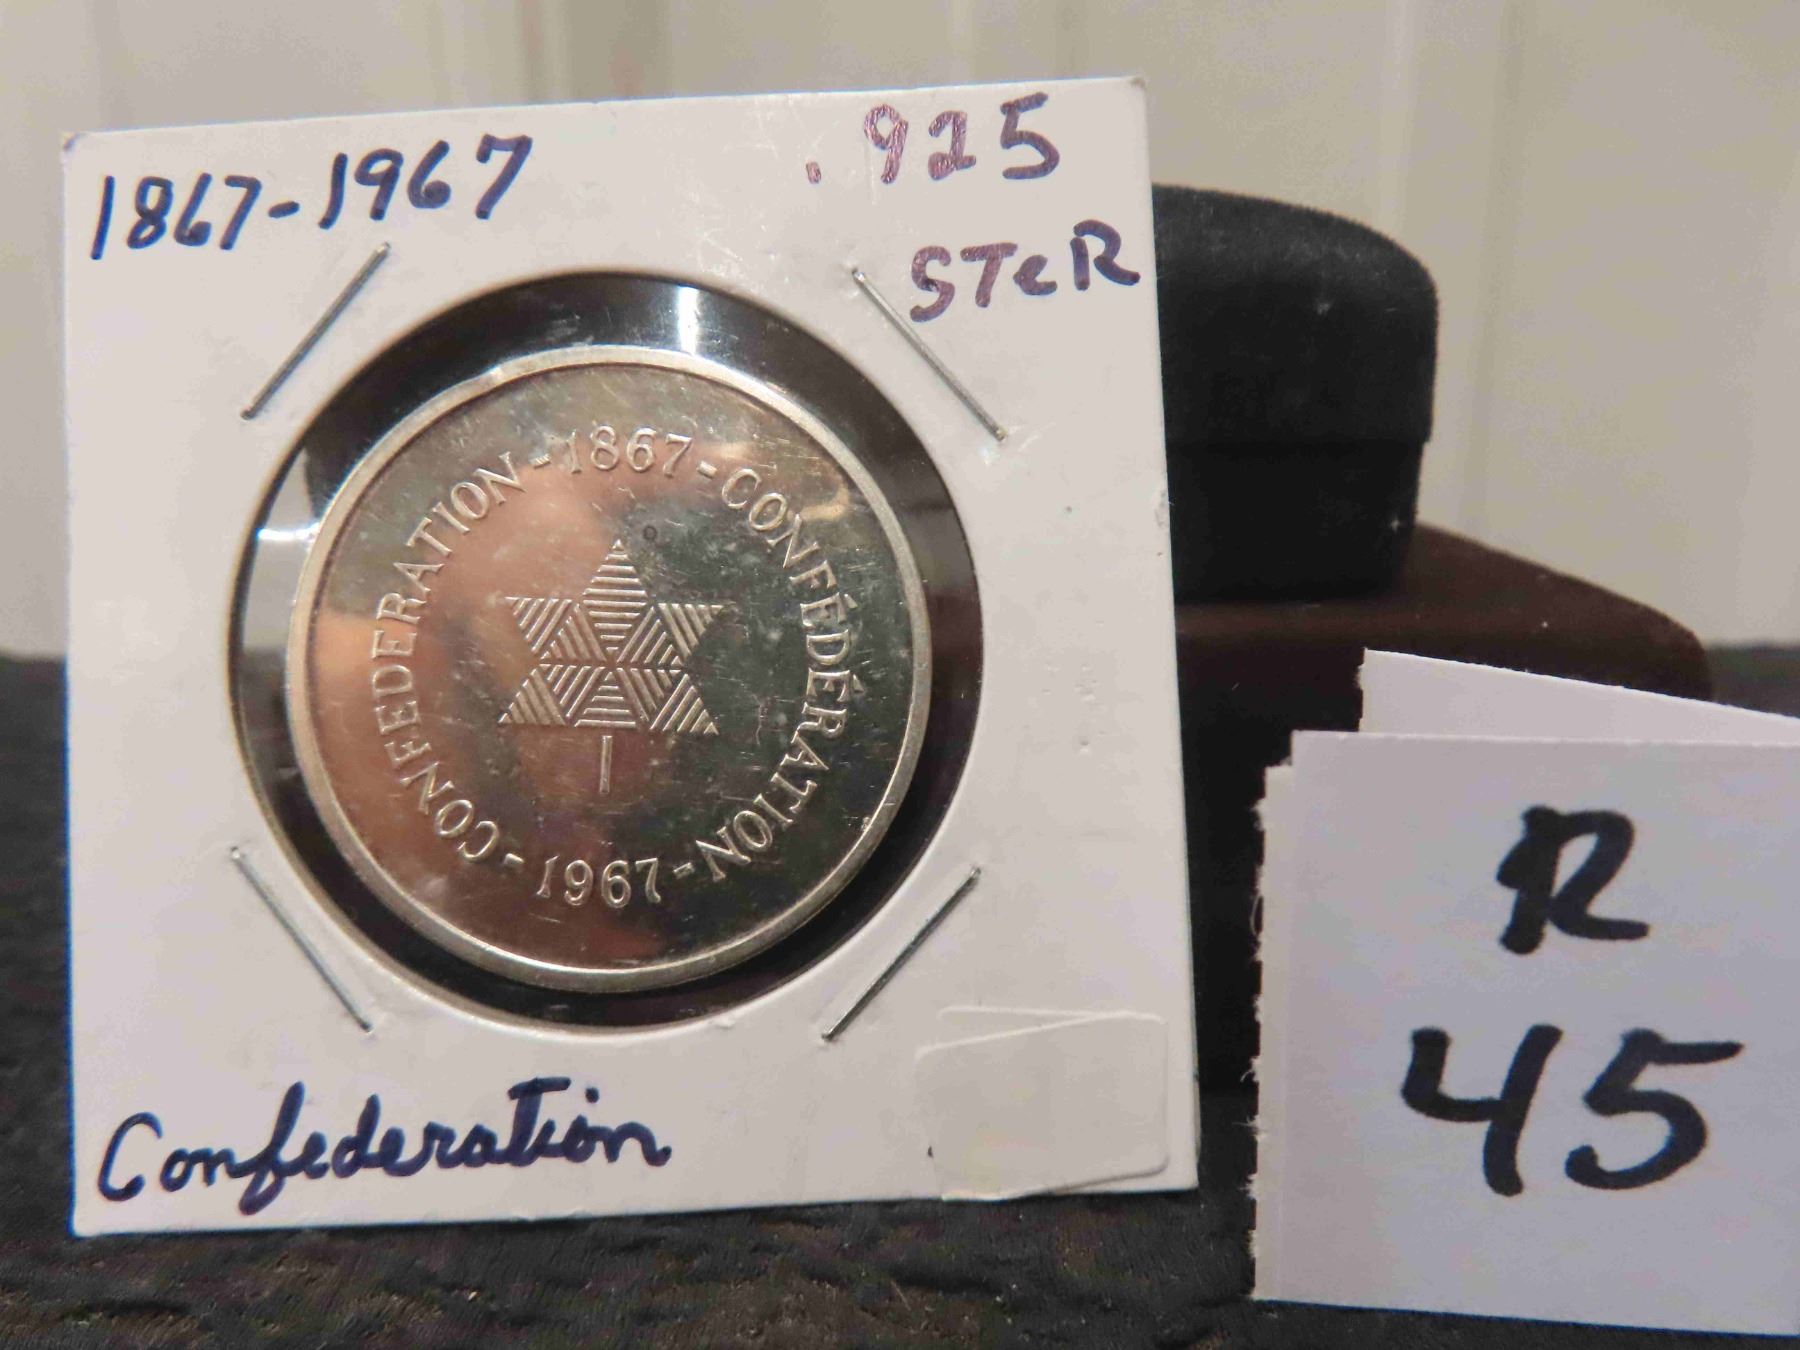 1867-1967
.925
STeR
CONFEDERATION - 1867 - CONFÉDÉRATION - 1967 -
Confederation
R
45